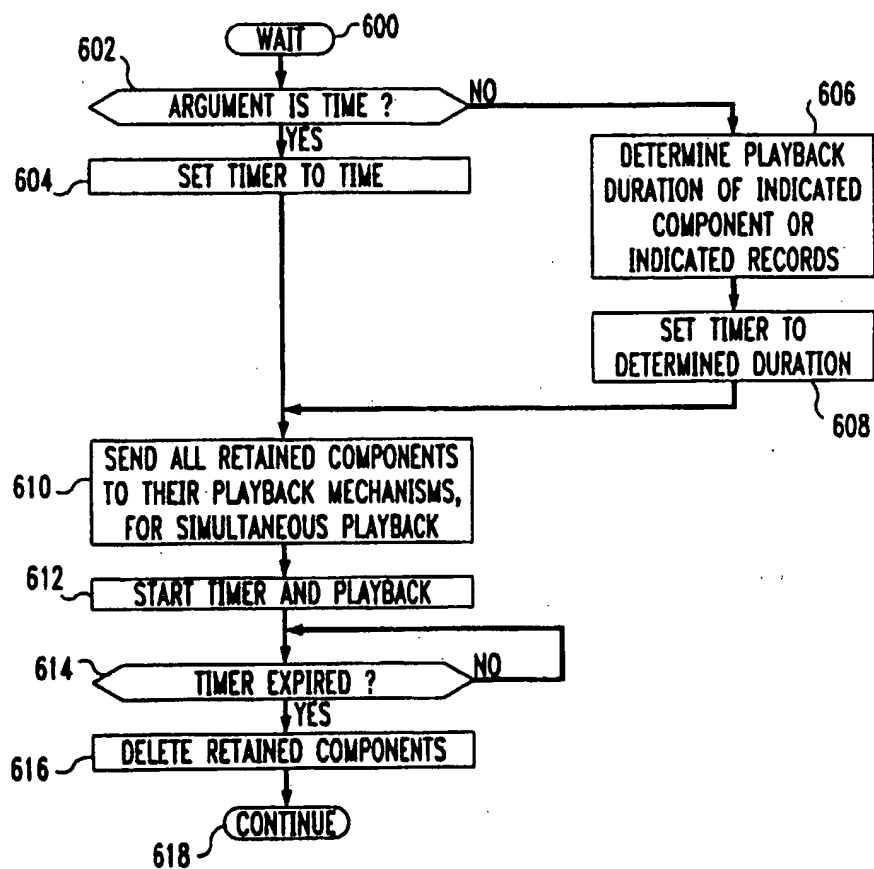 WAIT
600
602
ARGUMENT IS TIME ?
NO
YES
604
SET TIMER TO TIME
606
DETERMINE PLAYBACK
DURATION OF INDICATED
COMPONENT OR
INDICATED RECORDS
SET TIMER TO
DETERMINED DURATION
608
610
SEND ALL RETAINED COMPONENTS
TO THEIR PLAYBACK MECHANISMS,
FOR SIMULTANEOUS PLAYBACK
612
START TIMER AND PLAYBACK
614
TIMER EXPIRED ?
NO
YES
616
DELETE RETAINED COMPONENTS
CONTINUE
618